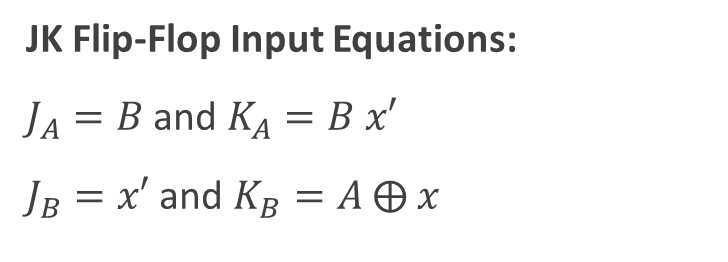 JK Flip-Flop Input Equations:
J_A = B and K_A = B x′
J_B = x′ and K_B = A ⊕ x